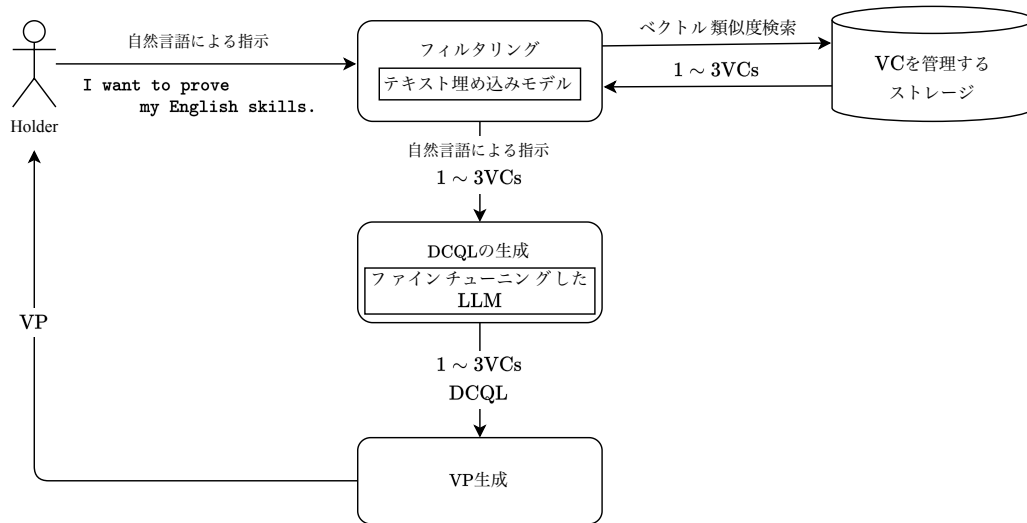 自然言語による指示
I want to prove
my English skills.
Holder
フィルタリング
テキスト埋め込みモデル
ベクトル類似度検索
1 ~ 3VCs
VCを管理する
ストレージ
自然言語による指示
1 ~ 3VCs
DCQLの生成
ファインチューニングした
LLM
VP
1 ~ 3VCs
DCQL
VP生成